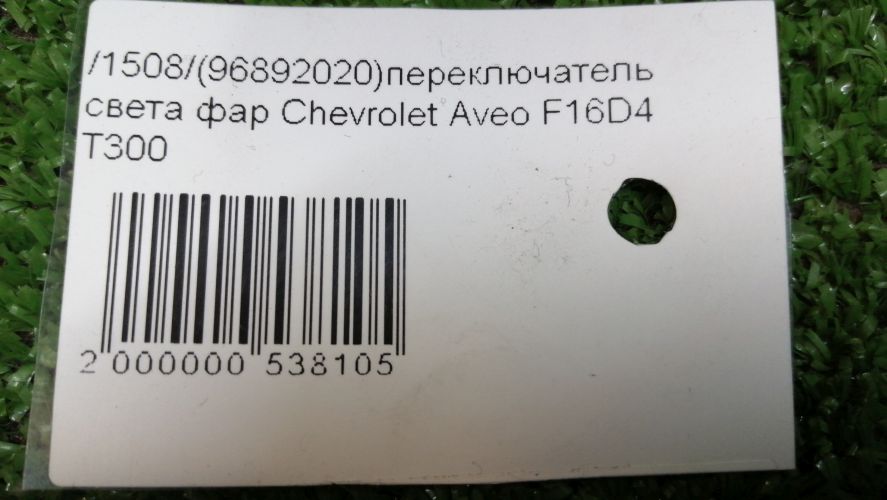 /1508/(96892020)переключатель
света фар Chevrolet Aveo F16D4
T300
2 000000 538105